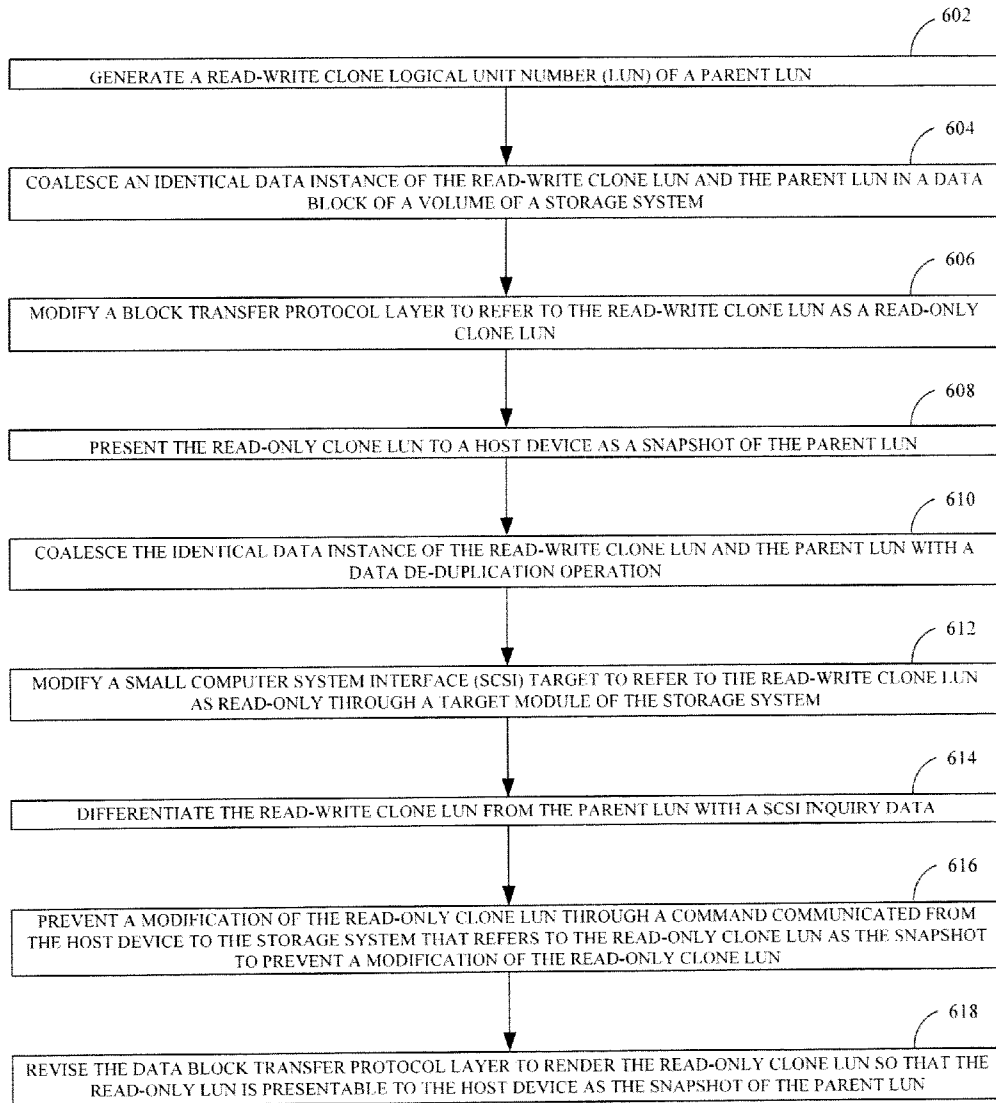 602
GENERATE A READ-WRITE CLONE LOGICAL UNIT NUMBER (LUN) OF A PARENT LUN
604
COALESCE AN IDENTICAL DATA INSTANCE OF THE READ-WRITE CLONE LUN AND THE PARENT LUN IN A DATA
BLOCK OF A VOLUME OF A STORAGE SYSTEM
606
MODIFY A BLOCK TRANSFER PROTOCOL LAYER TO REFER TO THE READ-WRITE CLONE LUN AS A READ-ONLY
CLONE LUN
608
PRESENT THE READ-ONLY CLONE LUN TO A HOST DEVICE AS A SNAPSHOT OF THE PARENT LUN
610
COALESCE THE IDENTICAL DATA INSTANCE OF THE READ-WRITE CLONE LUN AND THE PARENT LUN WITH A
DATA DE-DUPLICATION OPERATION
612
MODIFY A SMALL COMPUTER SYSTEM INTERFACE (SCSI) TARGET TO REFER TO THE READ-WRITE CLONE LUN
AS READ-ONLY THROUGH A TARGET MODULE OF THE STORAGE SYSTEM
614
DIFFERENTIATE THE READ-WRITE CLONE LUN FROM THE PARENT LUN WITH A SCSI INQUIRY DATA
616
PREVENT A MODIFICATION OF THE READ-ONLY CLONE LUN THROUGH A COMMAND COMMUNICATED FROM
THE HOST DEVICE TO THE STORAGE SYSTEM THAT REFERS TO THE READ-ONLY CLONE LUN AS THE SNAPSHOT
TO PREVENT A MODIFICATION OF THE READ-ONLY CLONE LUN
618
REVISE THE DATA BLOCK TRANSFER PROTOCOL LAYER TO RENDER THE READ-ONLY CLONE LUN SO THAT THE
READ-ONLY LUN IS PRESENTABLE TO THE HOST DEVICE AS THE SNAPSHOT OF THE PARENT LUN